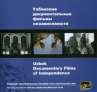 Узбекские
документальные
фильмы
независимости
Uzbek
Documentary Films
of Independence